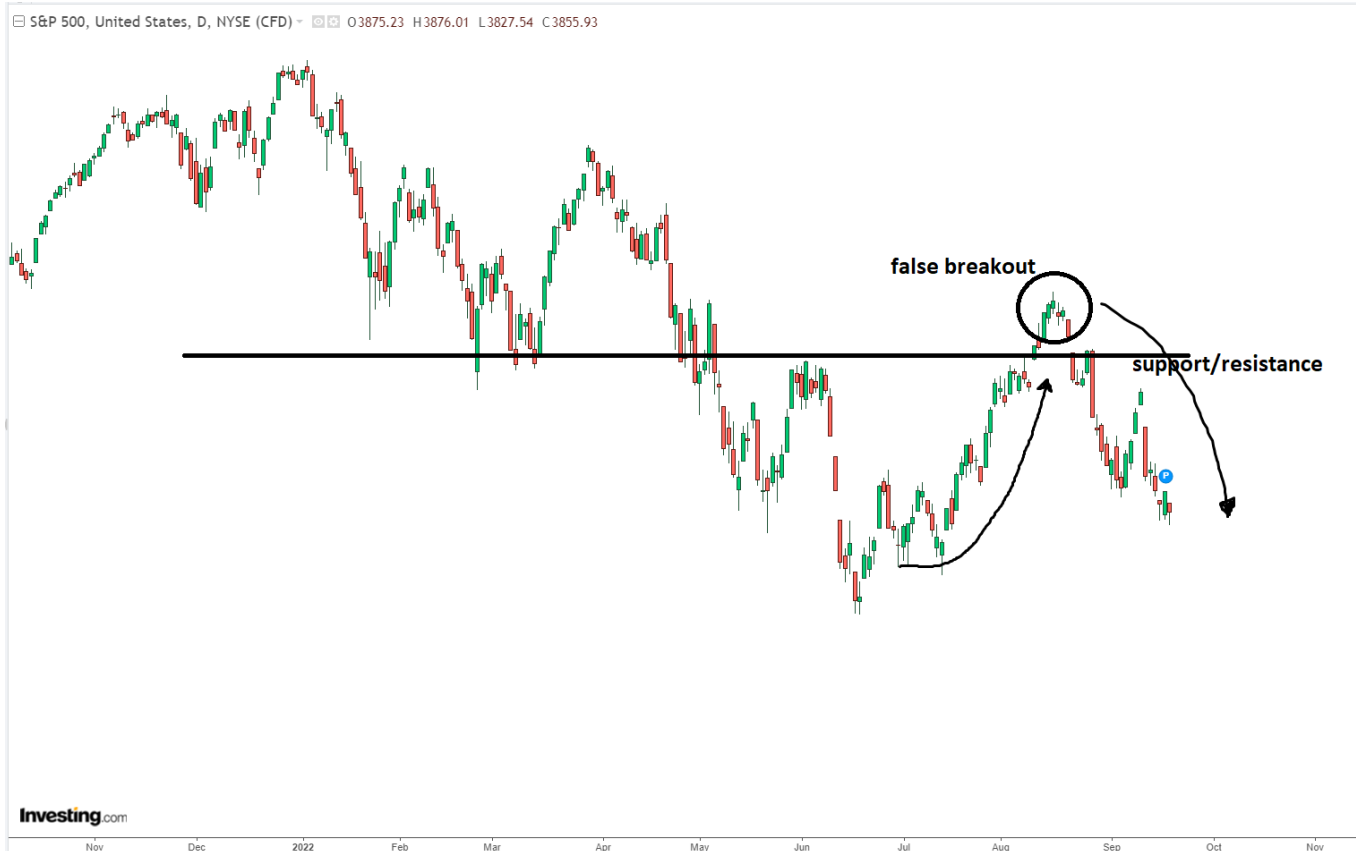 S&P 500, United States, D, NYSE (CFD) O3875.23 H3876.01 L3827.54 C3855.93
false breakout
support/resistance
P
Investing.com
Nov Dec 2022 Feb Mar Apr May Jun Jul Aug Sep Oct Nov